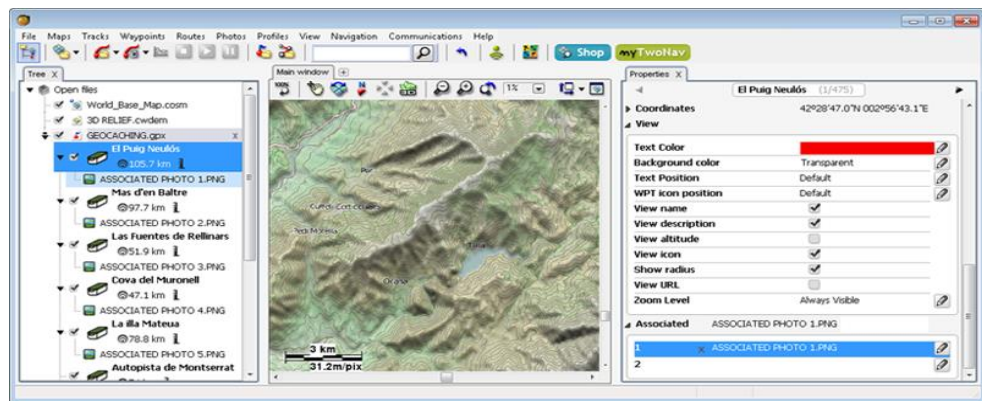 File Maps Tracks Waypoints Routes Photos Profiles View Navigation Communications Help
Shop
myTwoNav
Tree X
Open files
World_Base_Map.cosm
3D RELIEF.cwdem
GEOCACHING.gpx x
El Puig Neulós
105.7 km
ASSOCIATED PHOTO 1.PNG
Mas d'en Baltre
97.7 km
ASSOCIATED PHOTO 2.PNG
Las Fuentes de Rellinars
51.9 km
ASSOCIATED PHOTO 3.PNG
Cova del Muronell
47.1 km
ASSOCIATED PHOTO 4.PNG
La illa Mateua
78.8 km
ASSOCIATED PHOTO 5.PNG
Autopista de Montserrat
Main window
100%
1%
3 km
31.2m/pix
Properties X
El Puig Neulós (1/475)
Coordinates 42º28'47.0"N 002º56'43.1"E
View
Text Color
Background color Transparent
Text Position Default
WPT icon position Default
View name
View description
View altitude
View icon
Show radius
View URL
Zoom Level Always Visible
Associated ASSOCIATED PHOTO 1.PNG
1 x ASSOCIATED PHOTO 1.PNG
2